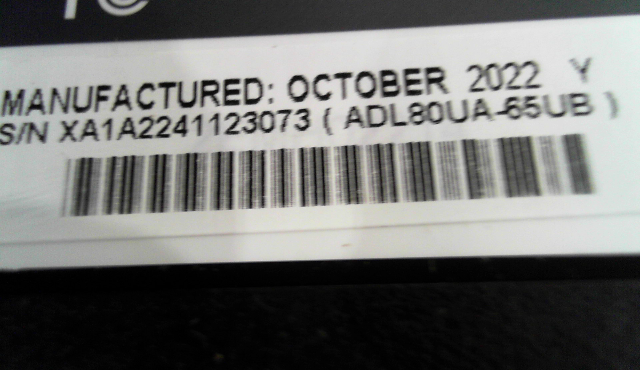 MANUFACTURED: OCTOBER 2022 Y
S/N XA1A2241123073 ( ADL80UA-65UB )